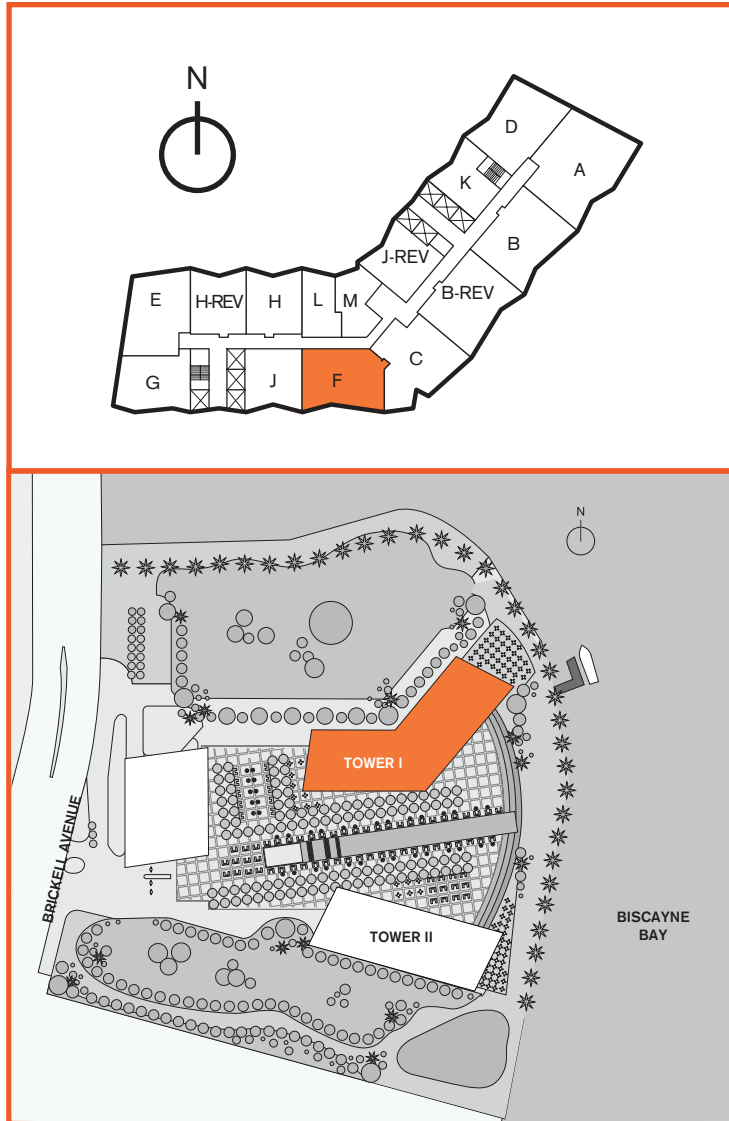 N
D
A
K
B
J-REV
B-REV
E
H-REV
H
L
M
C
G
J
F
N
TOWER I
BRICKELL AVENUE
TOWER II
BISCAYNE
BAY